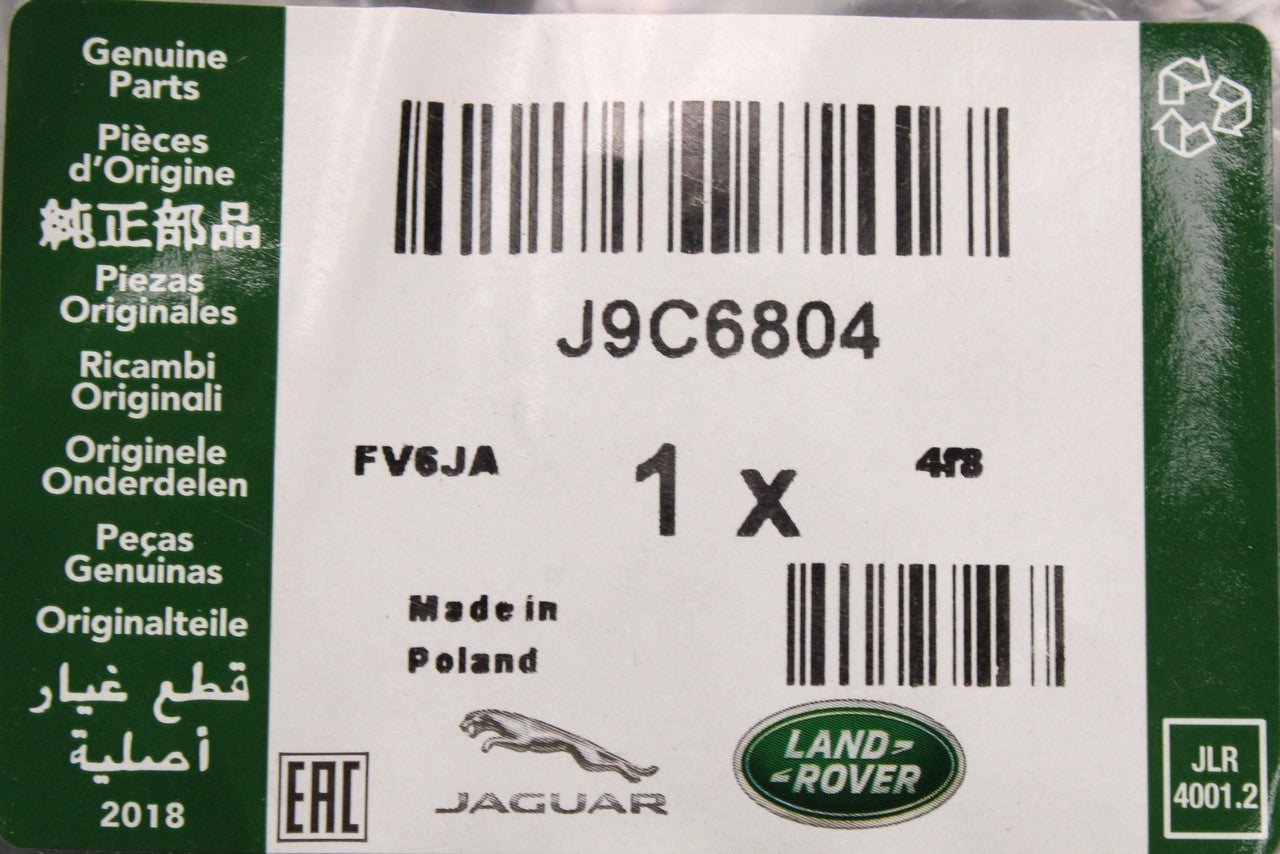 Genuine
Parts
Pièces
d'Origine
純正部品
Piezas
Originales
Ricambi
Originali
Originele
Onderdelen
Peças
Genuinas
Originalteile
قطع غيار
أصلية
2018
J9C6804
FV6JA
1 x
Made in
Poland
EAC
JAGUAR
LAND
ROVER
JLR
4001.2